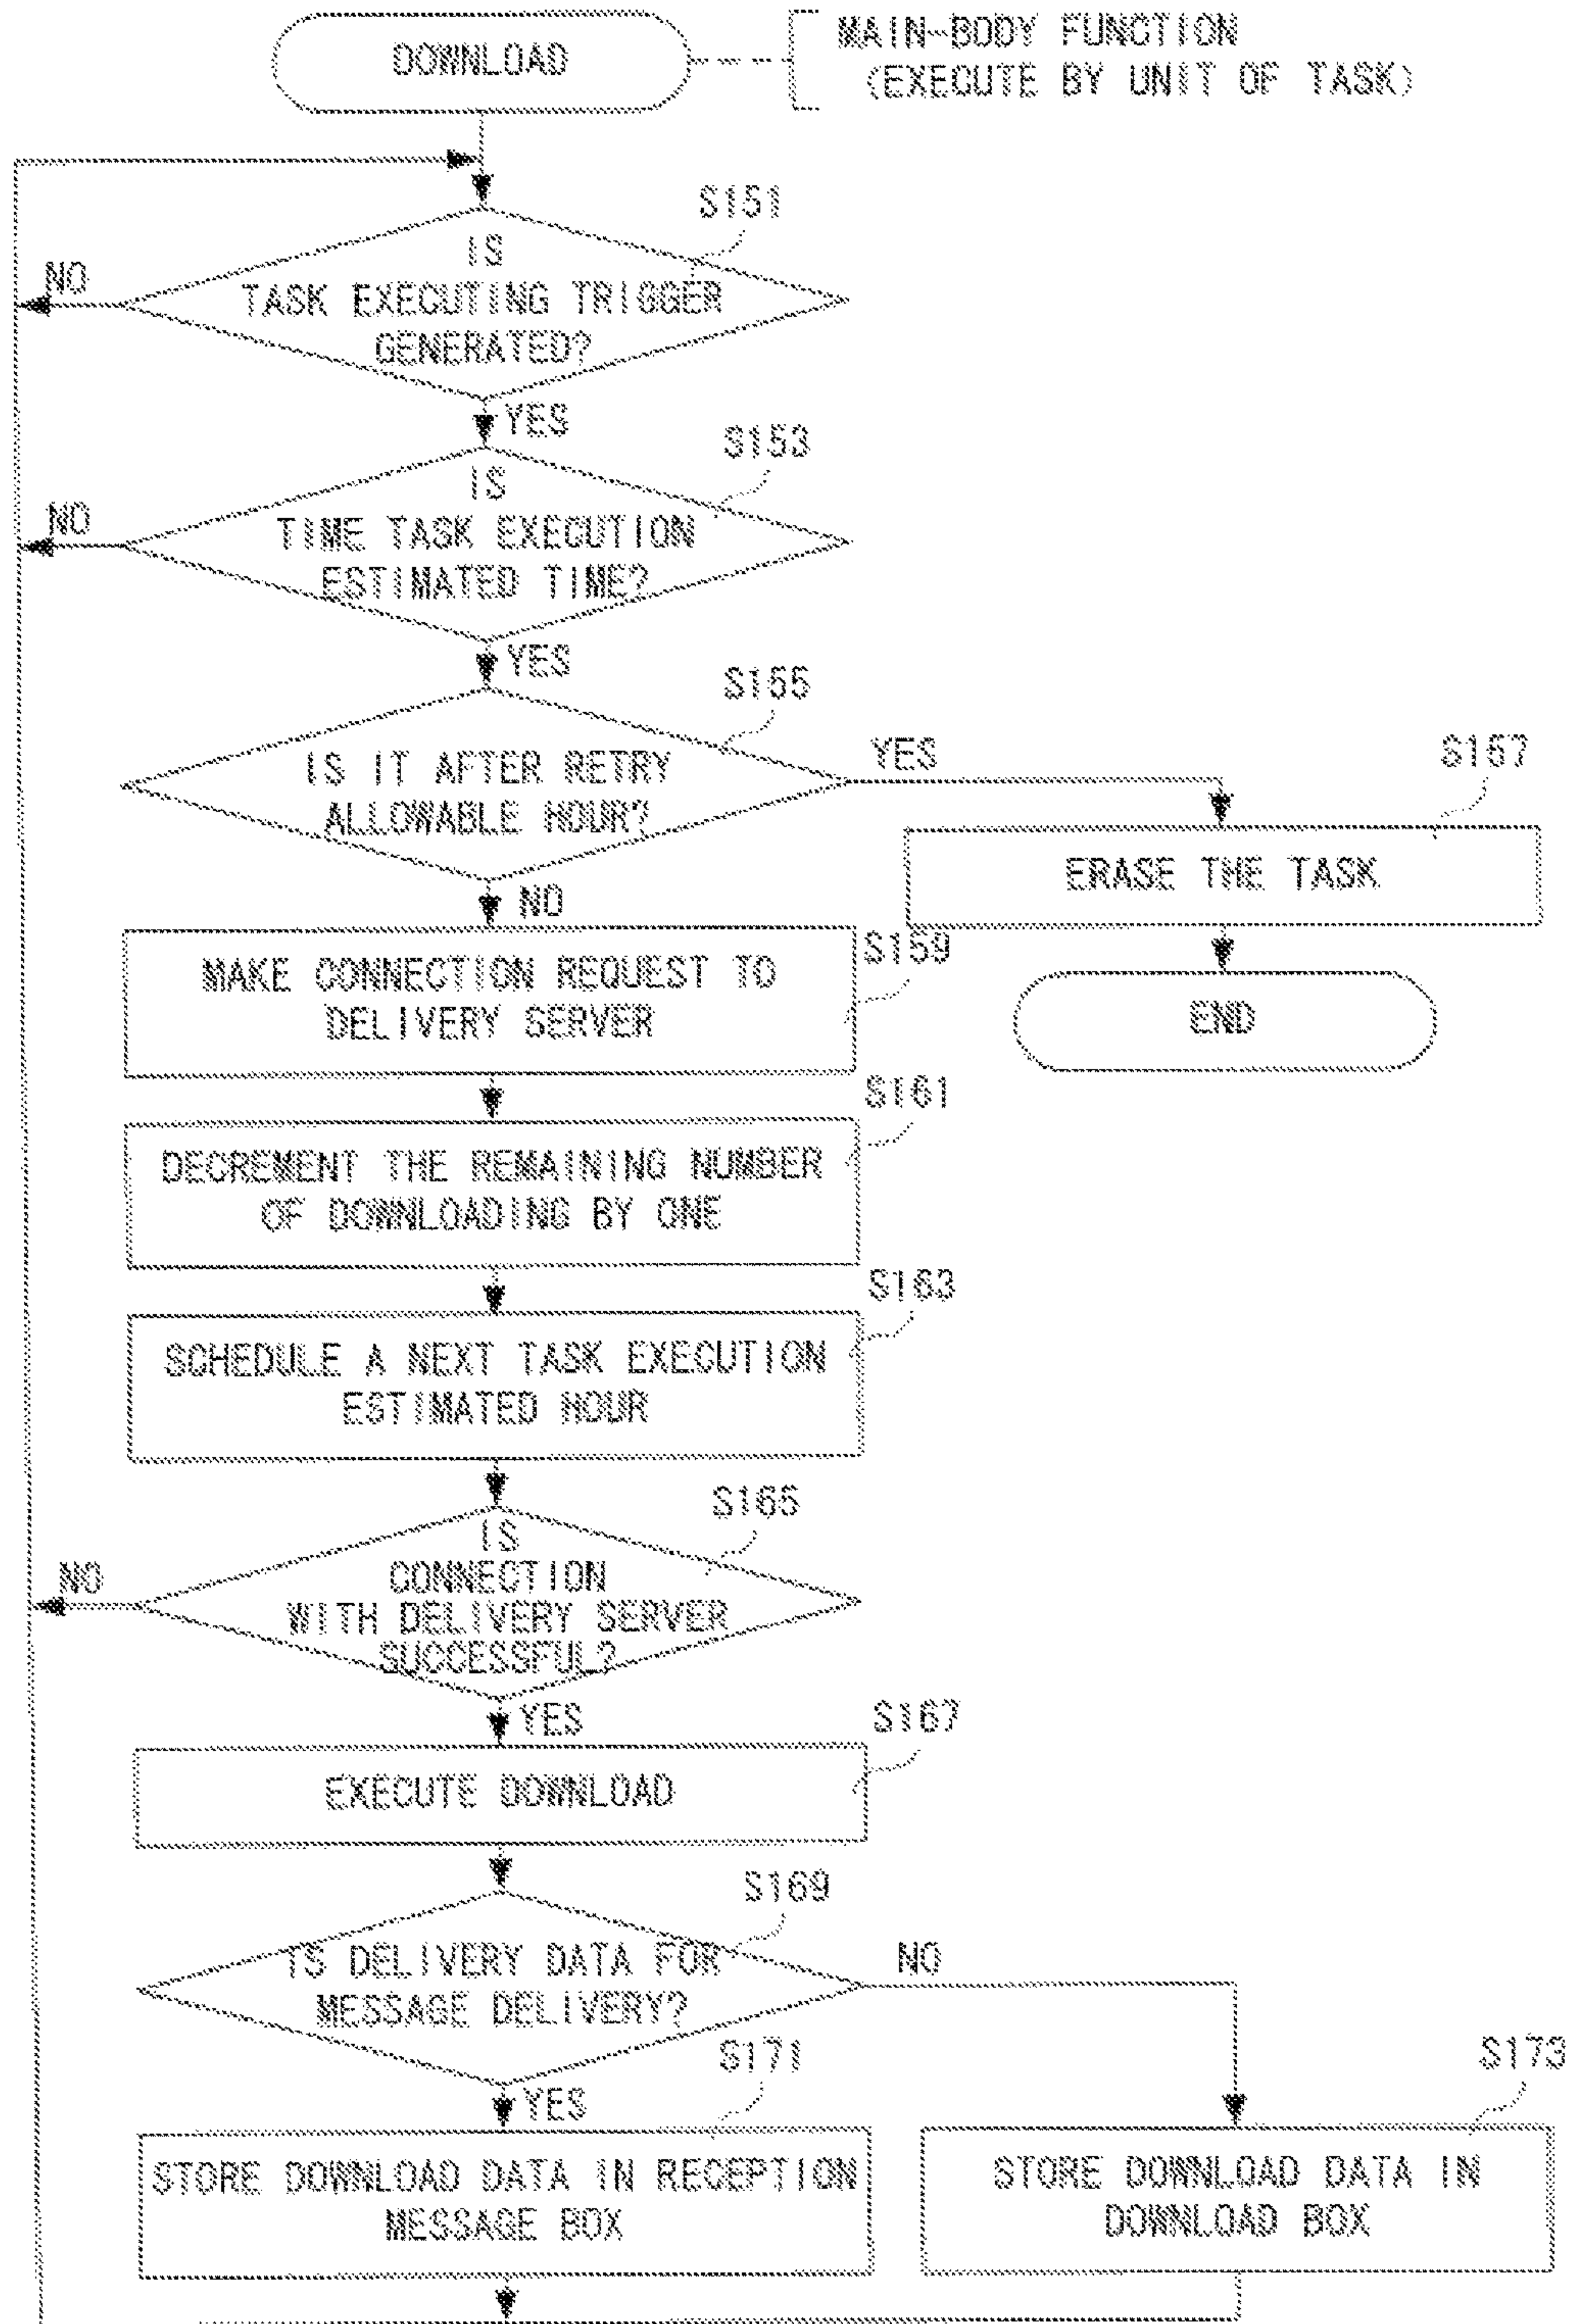 DOWNLOAD
MAIN-BODY FUNCTION
(EXECUTE BY UNIT OF TASK)
S151
IS
TASK EXECUTING TRIGGER
GENERATED?
NO
YES
S153
IS
TIME TASK EXECUTION
ESTIMATED TIME?
NO
YES
S155
IS IT AFTER RETRY
ALLOWABLE HOUR?
YES
S157
ERASE THE TASK
END
NO
S159
MAKE CONNECTION REQUEST TO
DELIVERY SERVER
S161
DECREMENT THE REMAINING NUMBER
OF DOWNLOADING BY ONE
S163
SCHEDULE A NEXT TASK EXECUTION
ESTIMATED HOUR
S165
IS
CONNECTION
WITH DELIVERY SERVER
SUCCESSFUL?
NO
YES
S167
EXECUTE DOWNLOAD
S169
IS DELIVERY DATA FOR
MESSAGE DELIVERY?
NO
YES
S171
STORE DOWNLOAD DATA IN RECEPTION
MESSAGE BOX
S173
STORE DOWNLOAD DATA IN
DOWNLOAD BOX